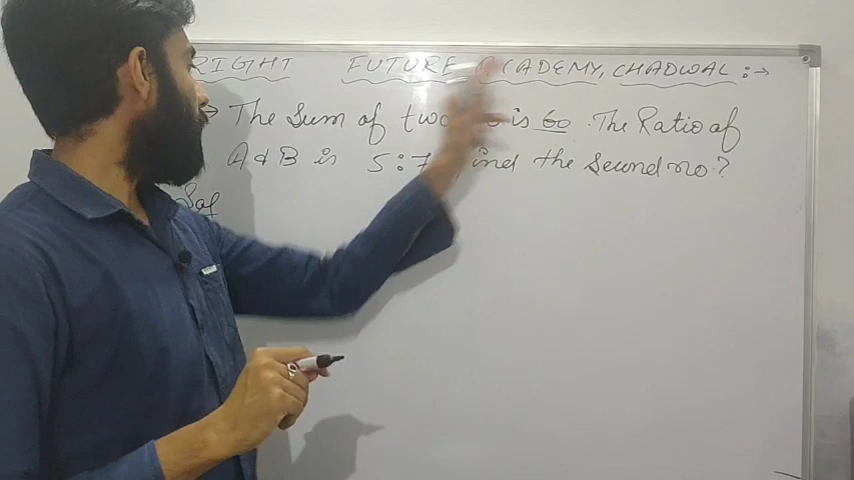 RIGHT FUTURE ACADEMY, CHADWAL :→
The Sum of two is 60. The Ratio of
A & B is 5:7 find the Second no?
Sol